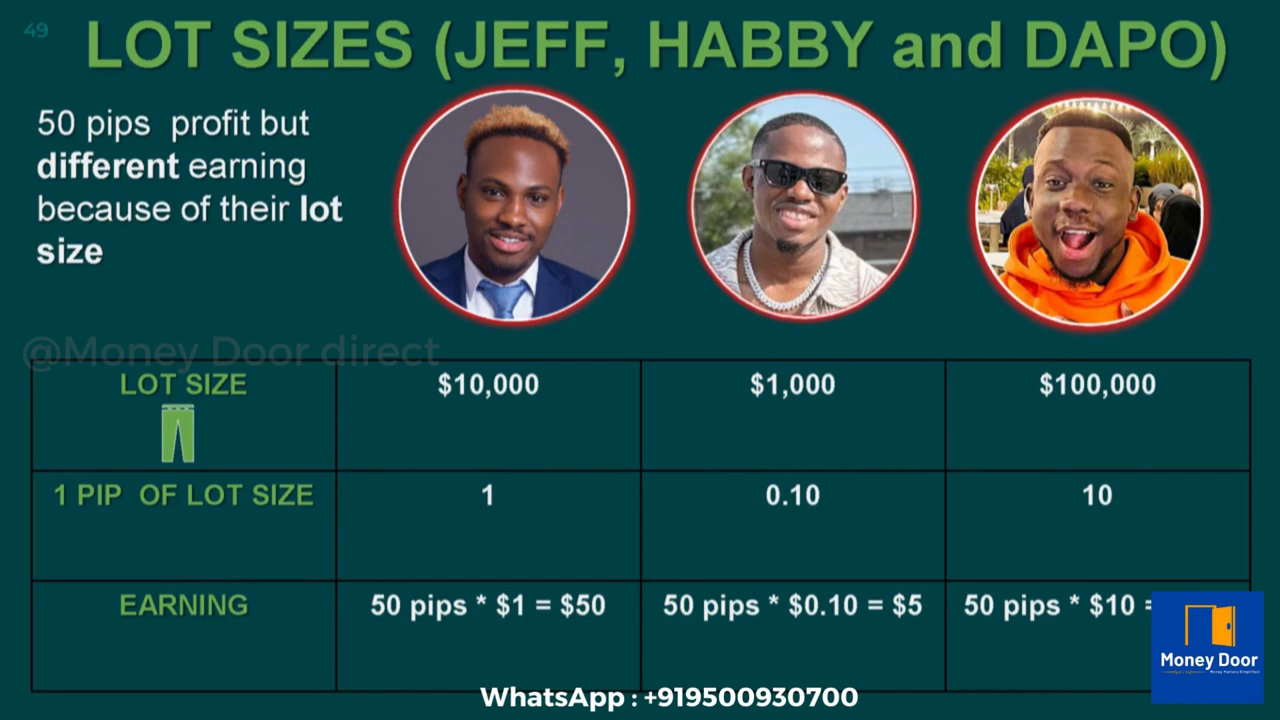 49
LOT SIZES (JEFF, HABBY and DAPO)
50 pips profit but
different earning
because of their lot
size
@Money Door direct
LOT SIZE
$10,000
$1,000
$100,000
1 PIP OF LOT SIZE
1
0.10
10
EARNING
50 pips * $1 = $50
50 pips * $0.10 = $5
50 pips * $10 =
Money Door
WhatsApp : +919500930700